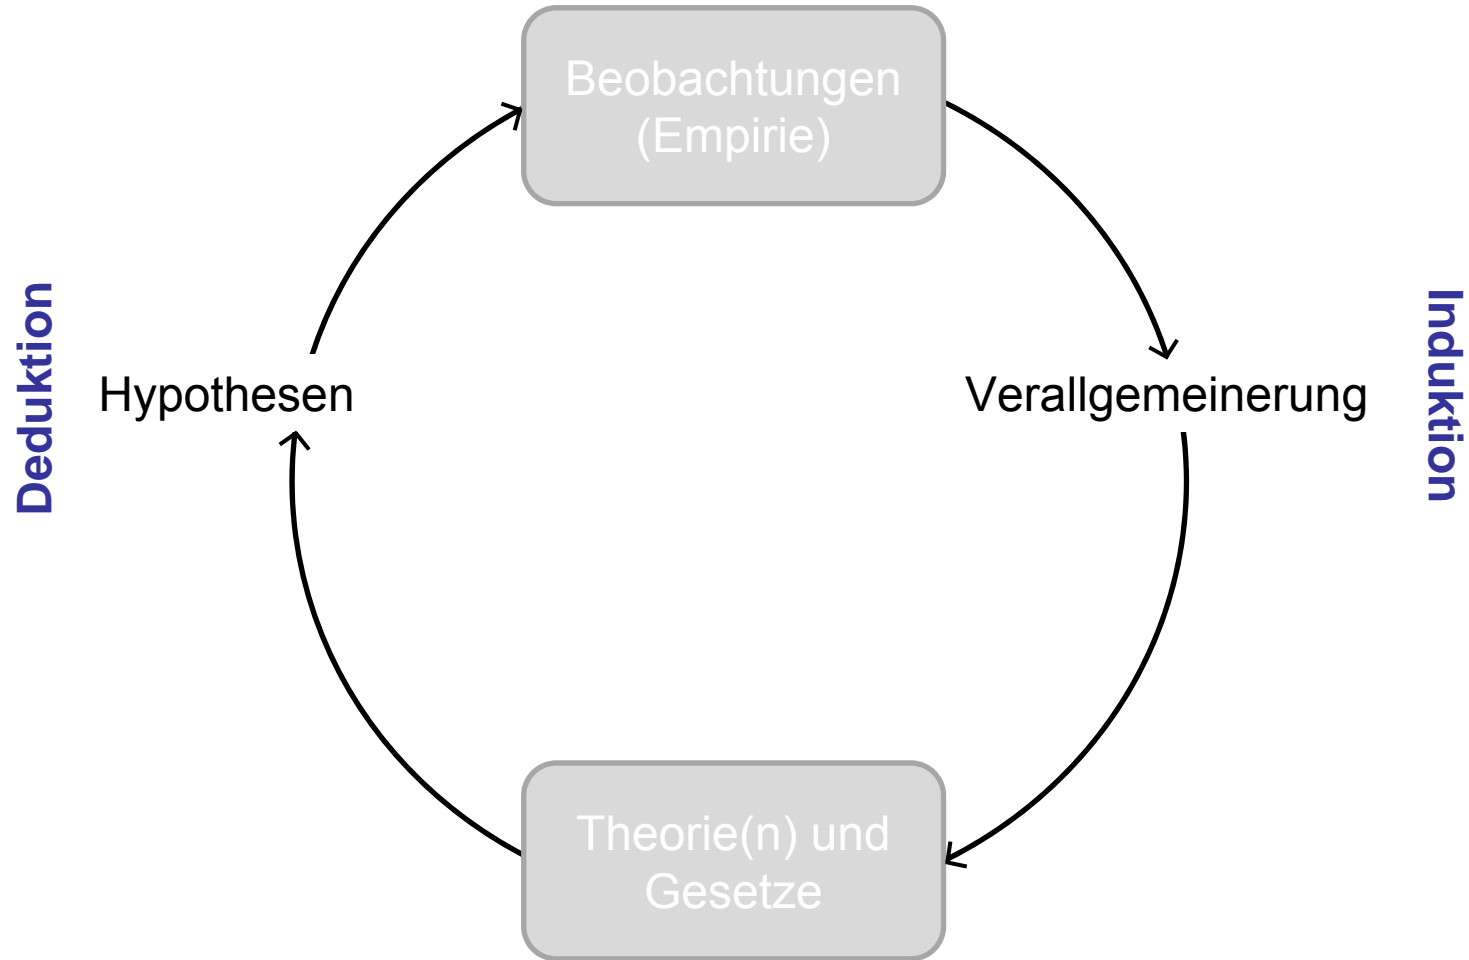 Beobachtungen
(Empirie)
Deduktion
Hypothesen
Verallgemeinerung
Induktion
Theorie(n) und
Gesetze